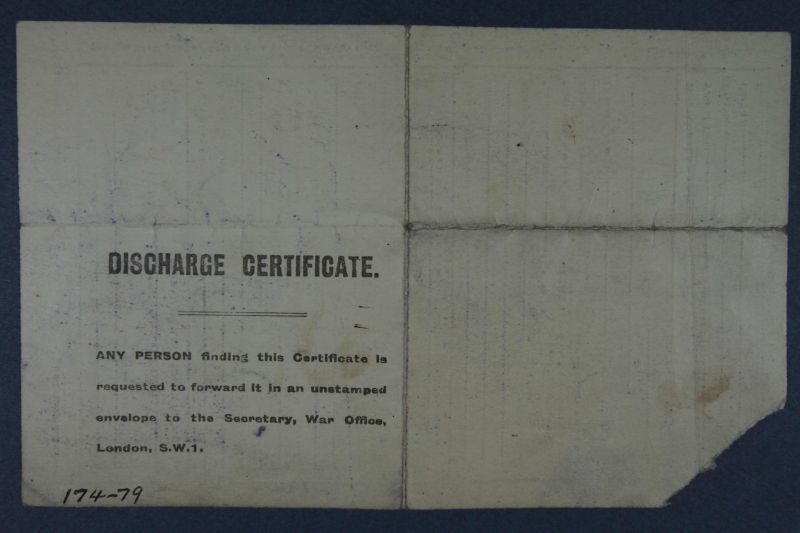 DISCHARGE CERTIFICATE.
ANY PERSON finding this Certificate is
requested to forward it in an unstamped
envelope to the Secretary, War Office,
London, S.W.1.
174-79